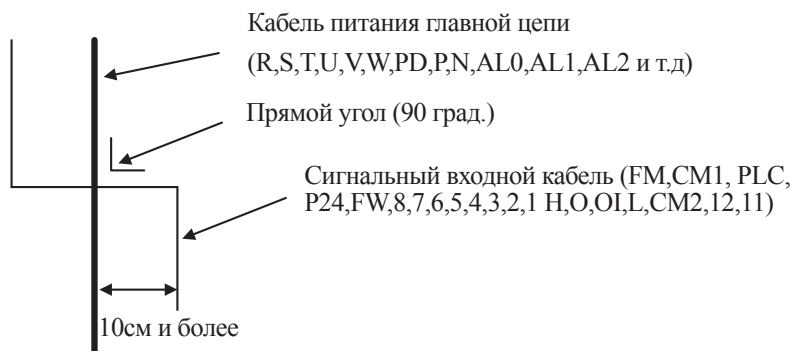 Кабель питания главной цепи
(R,S,T,U,V,W,PD,P,N,AL0,AL1,AL2 и т.д)
Прямой угол (90 град.)
Сигнальный входной кабель (FM,CM1, PLC,
P24,FW,8,7,6,5,4,3,2,1 H,O,OI,L,CM2,12,11)
10см и более